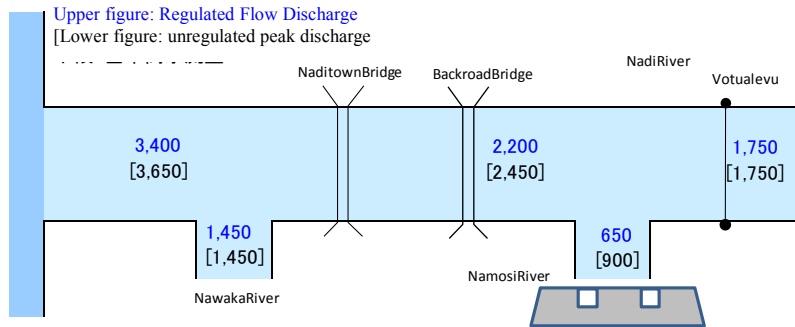 Upper figure: Regulated Flow Discharge
[Lower figure: unregulated peak discharge
NadiRiver
NaditownBridge BackroadBridge
Votualevu
3,400 2,200 1,750
[3,650] [2,450] [1,750]
1,450 650
[1,450] [900]
NamosiRiver
NawakaRiver